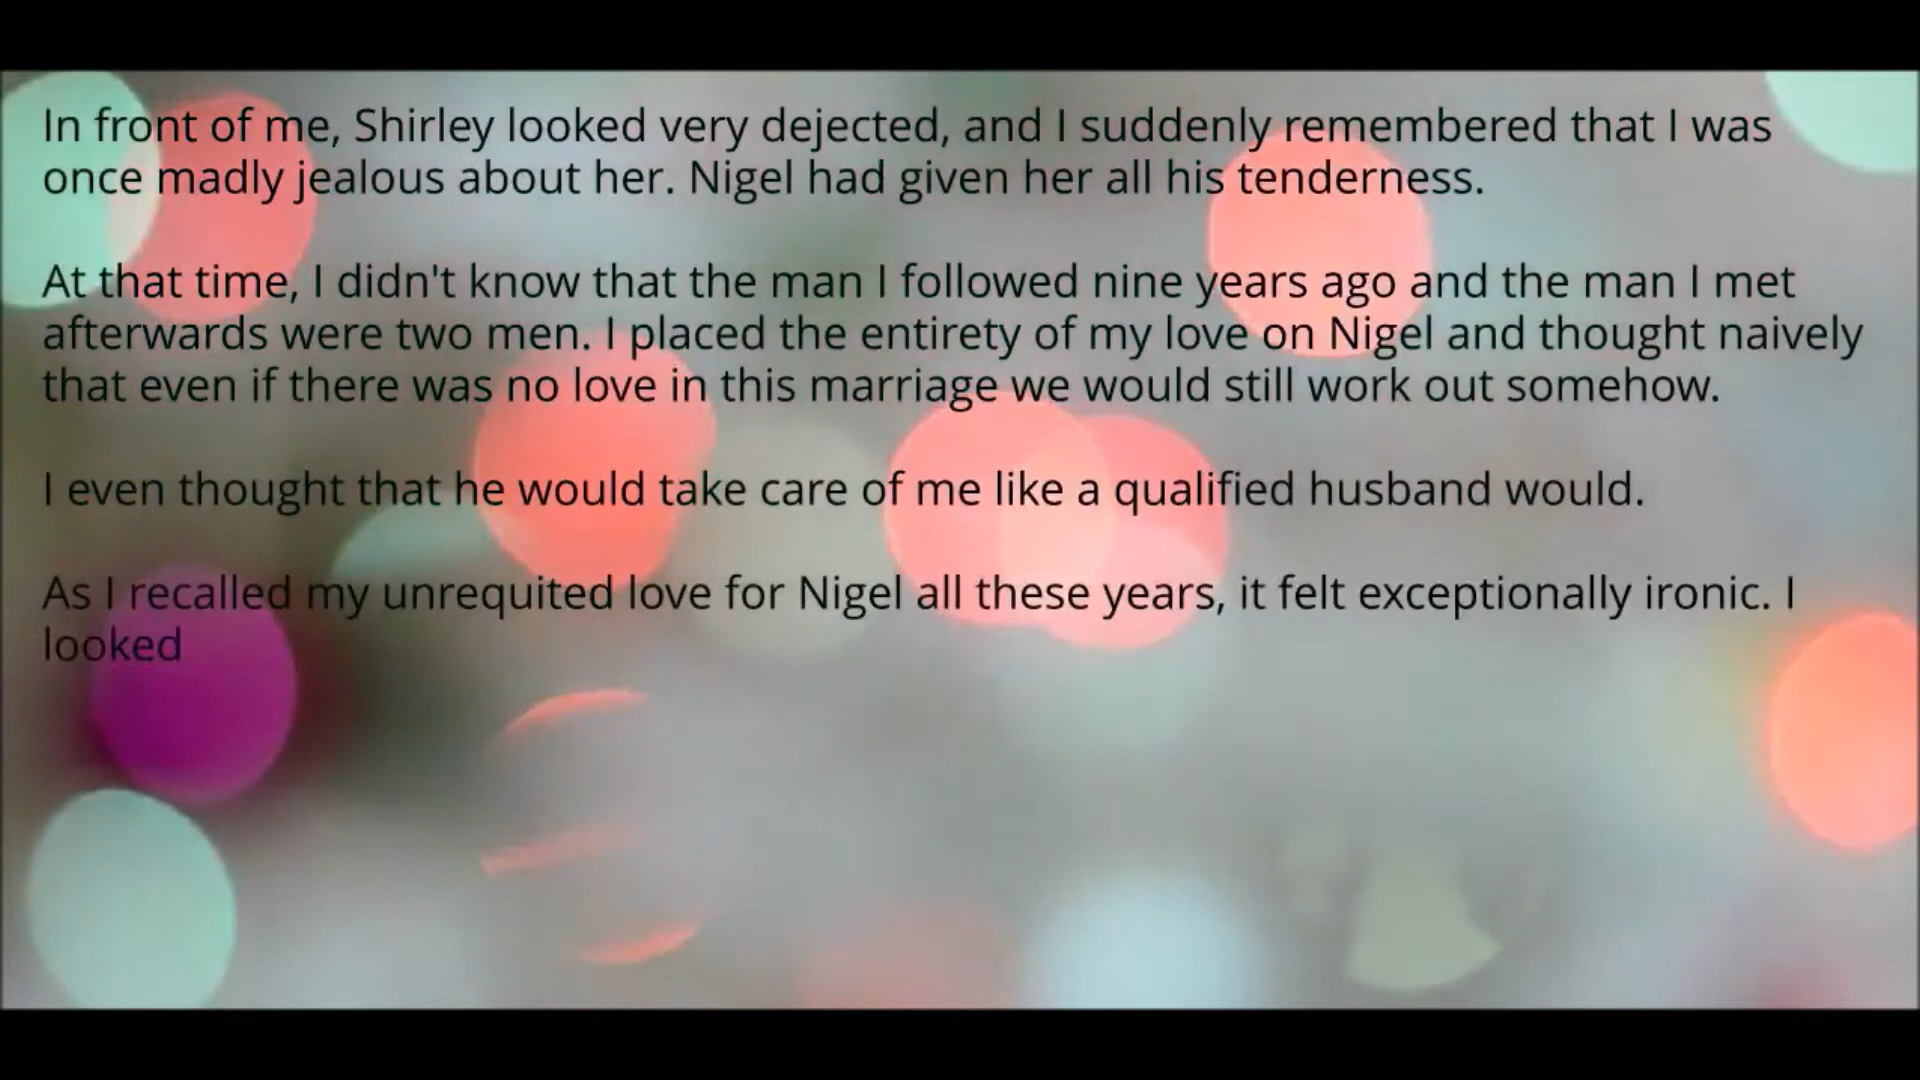 In front of me, Shirley looked very dejected, and I suddenly remembered that I was
once madly jealous about her. Nigel had given her all his tenderness.
At that time, I didn't know that the man I followed nine years ago and the man I met
afterwards were two men. I placed the entirety of my love on Nigel and thought naively
that even if there was no love in this marriage we would still work out somehow.
I even thought that he would take care of me like a qualified husband would.
As I recalled my unrequited love for Nigel all these years, it felt exceptionally ironic. I
looked